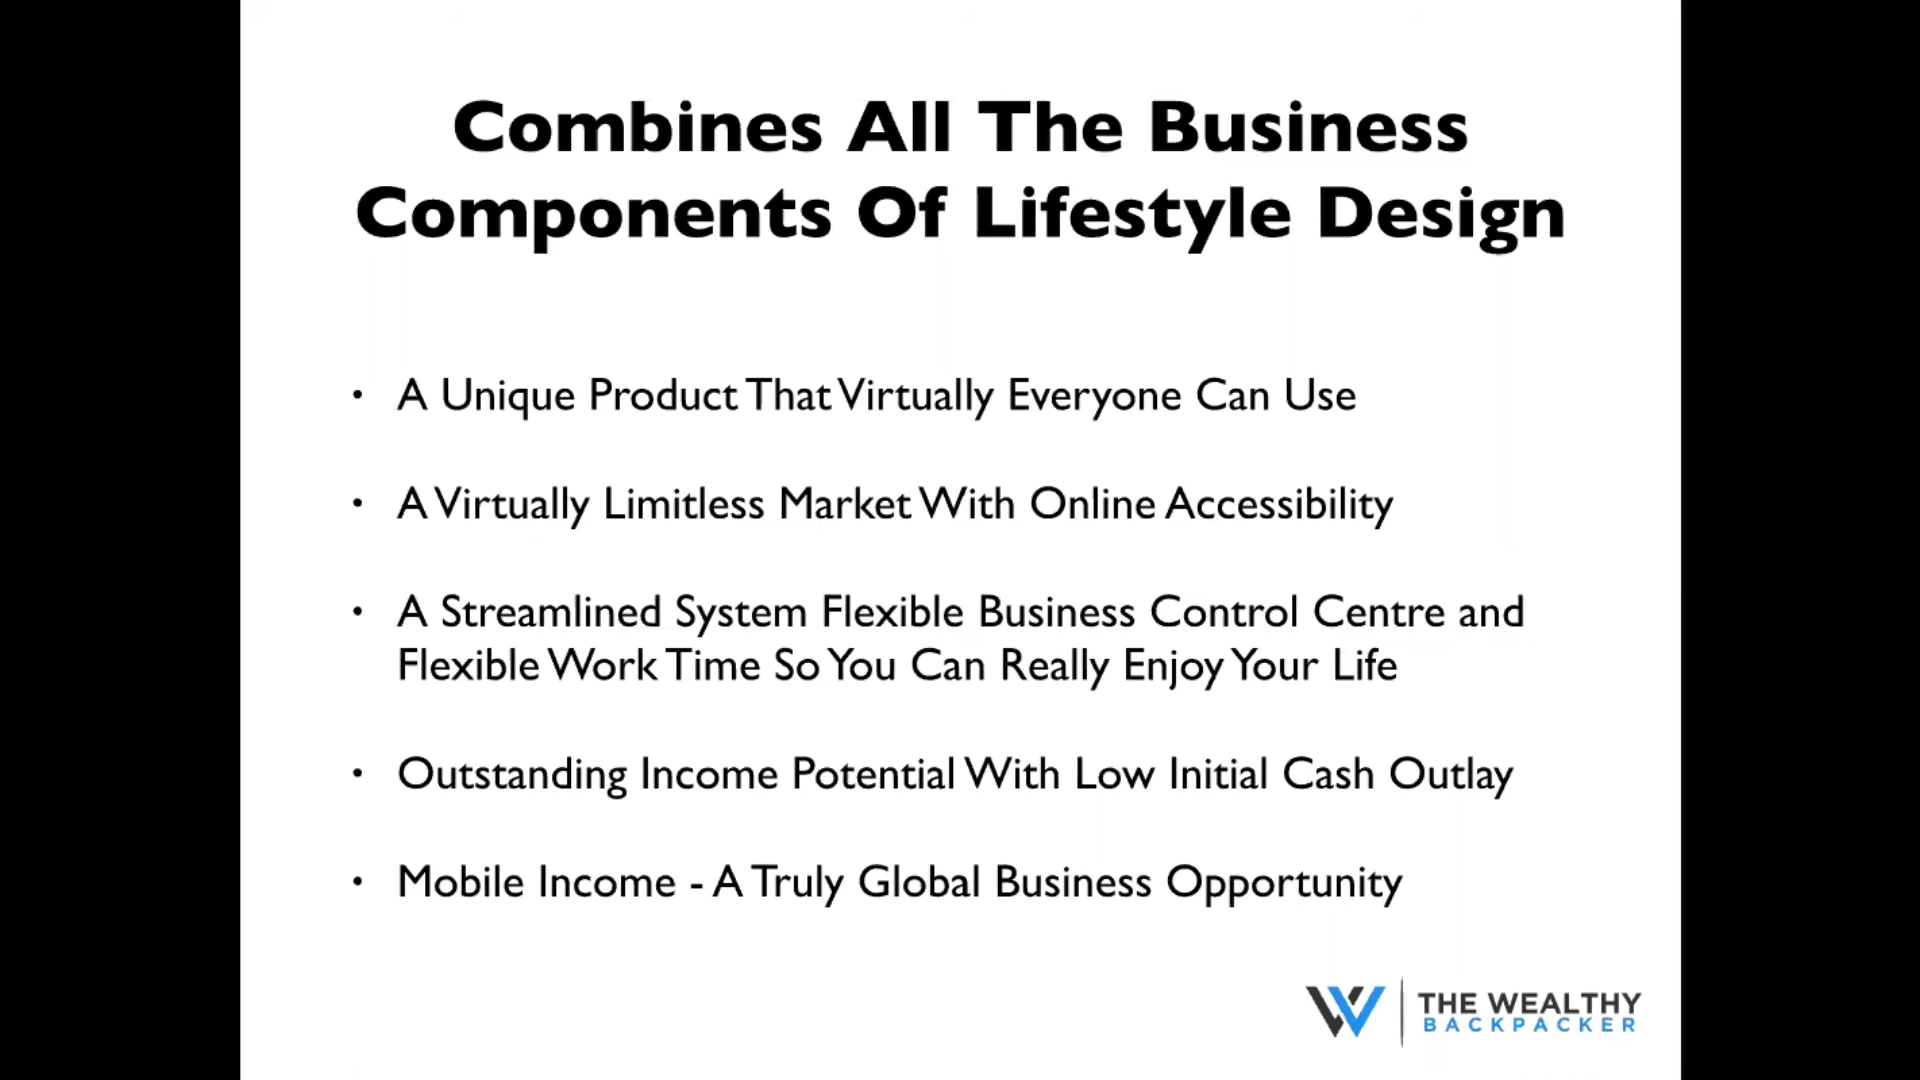 Combines All The Business
Components Of Lifestyle Design
• A Unique Product That Virtually Everyone Can Use
• A Virtually Limitless Market With Online Accessibility
• A Streamlined System Flexible Business Control Centre and
Flexible Work Time So You Can Really Enjoy Your Life
• Outstanding Income Potential With Low Initial Cash Outlay
• Mobile Income - A Truly Global Business Opportunity
THE WEALTHY
BACKPACKER